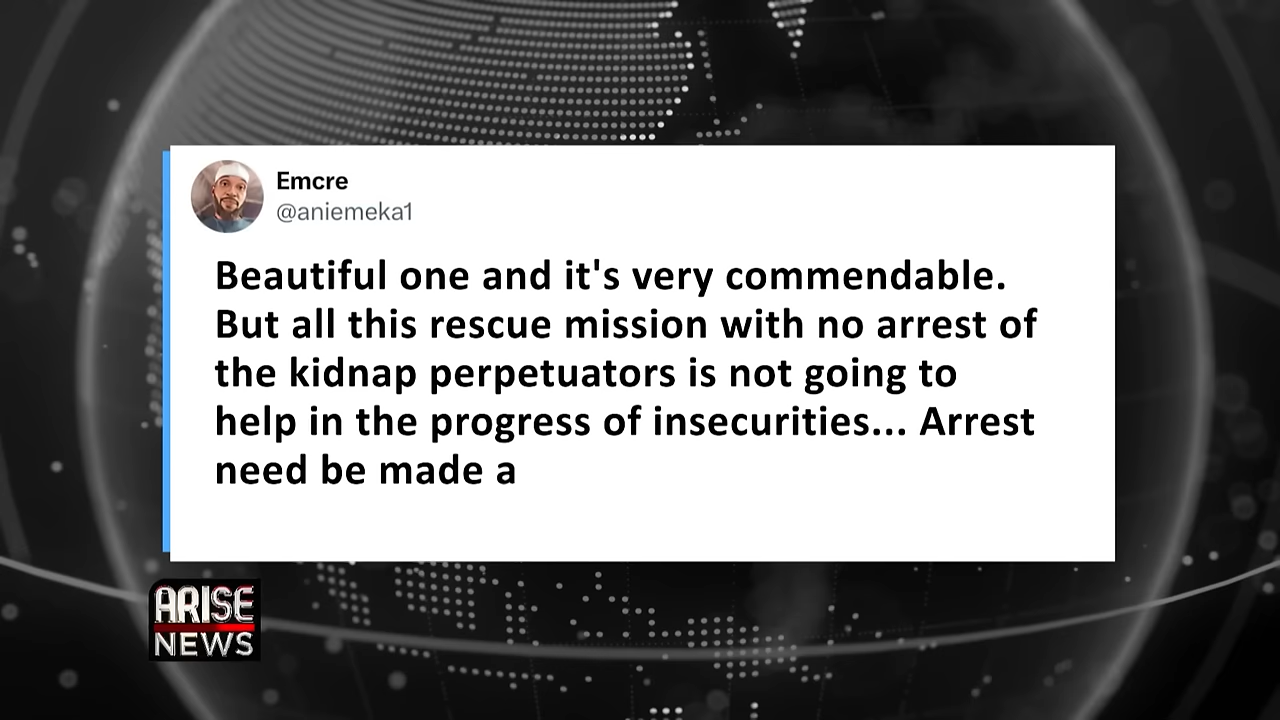 Emcre
@aniemeka1
Beautiful one and it's very commendable.
But all this rescue mission with no arrest of
the kidnap perpetuators is not going to
help in the progress of insecurities... Arrest
need be made a
ARISE
NEWS